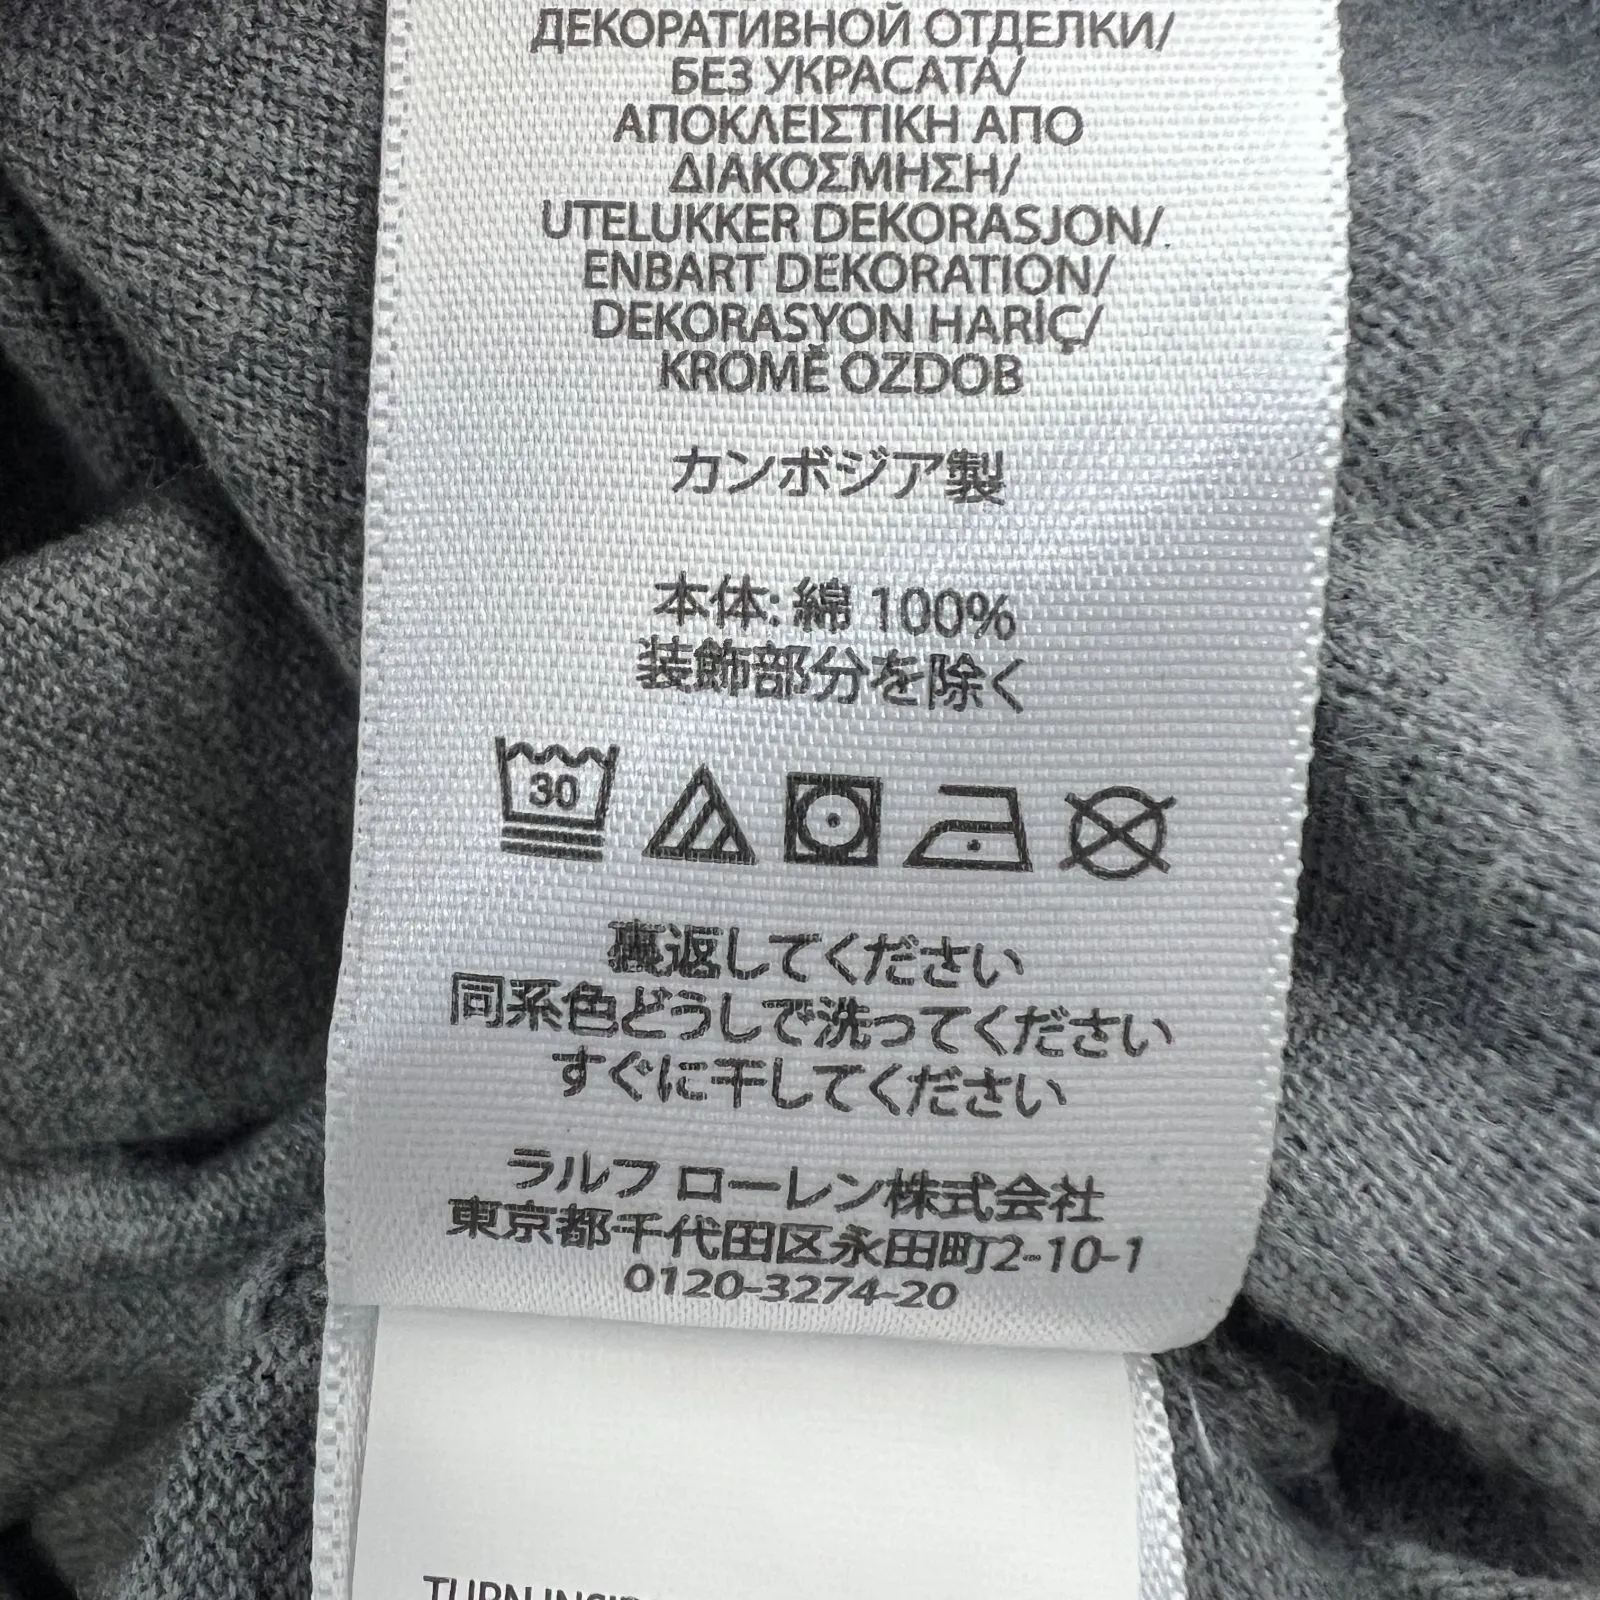 ДЕКОРАТИВНОЙ ОТДЕЛКИ/
БЕЗ УКРАСАТА/
ΑΠΟΚΛΕΙΣΤΙΚΗ ΑΠΟ
ΔΙΑΚΟΣΜΗΣΗ/
UTELUKKER DEKORASJON/
ENBART DEKORATION/
DEKORASYON HARİÇ/
KROMĚ OZDOB
カンボジア製
本体: 綿 100%
装飾部分を除く
30
裏返してください
同系色どうしで洗ってください
すぐに干してください
ラルフ ローレン株式会社
東京都千代田区永田町2-10-1
0120-3274-20
TURN